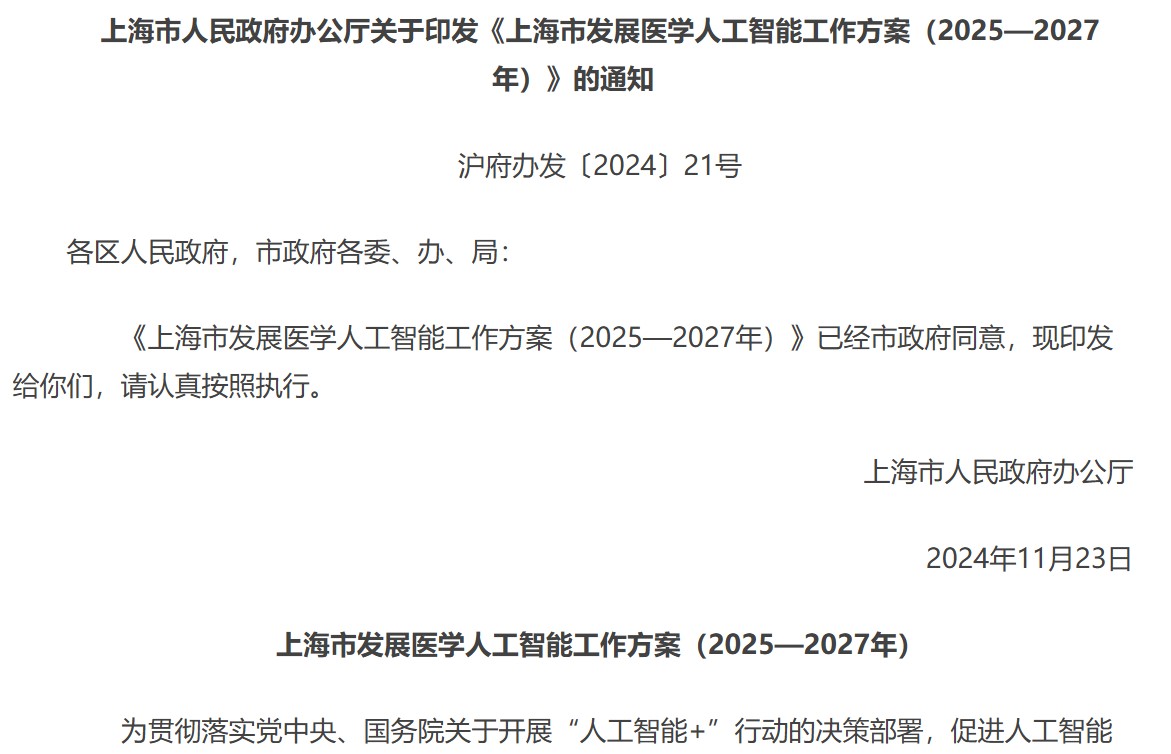 上海市人民政府办公厅关于印发《上海市发展医学人工智能工作方案（2025—2027
年）》的通知
沪府办发〔2024〕21号
各区人民政府，市政府各委、办、局：
《上海市发展医学人工智能工作方案（2025—2027年）》已经市政府同意，现印发
给你们，请认真按照执行。
上海市人民政府办公厅
2024年11月23日
上海市发展医学人工智能工作方案（2025—2027年）
为贯彻落实党中央、国务院关于开展“人工智能+”行动的决策部署，促进人工智能